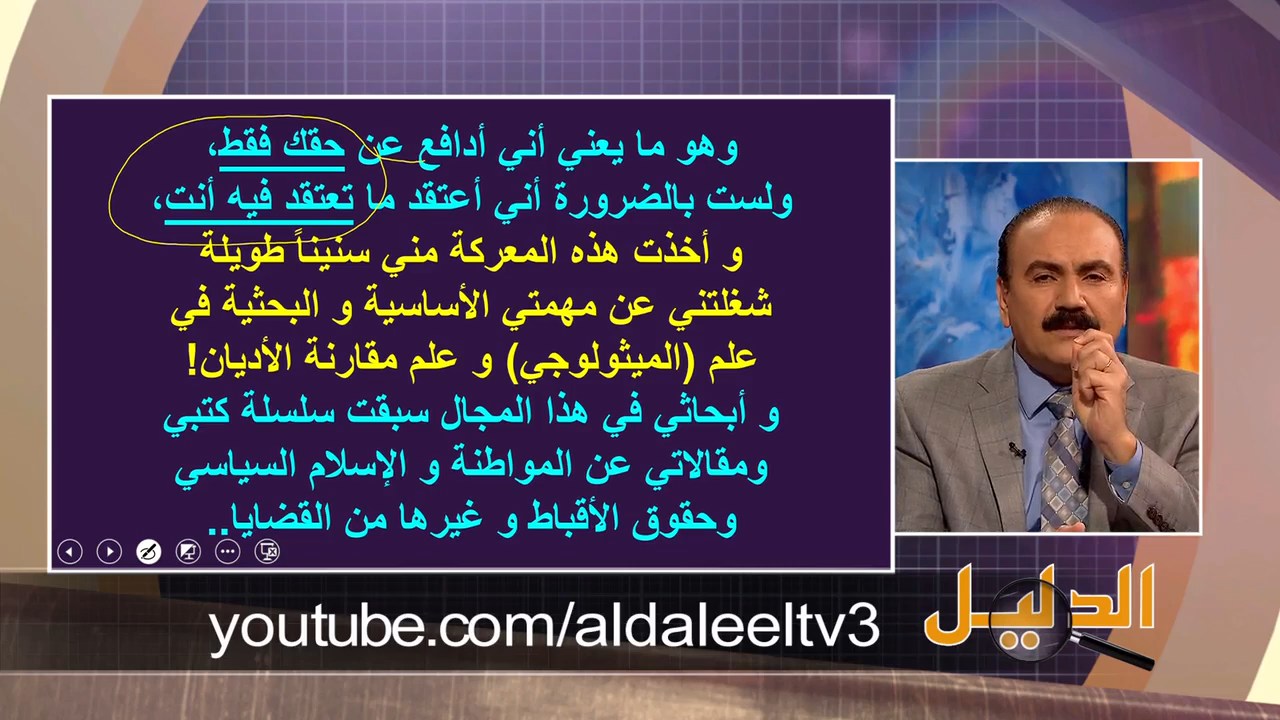 وهو ما يعني أني أدافع عن حقك فقط،
ولست بالضرورة أني أعتقد ما تعتقد فيه أنت،
و أخذت هذه المعركة مني سنيناً طويلة
شغلتني عن مهمتي الأساسية و البحثية في
علم (الميثولوجي) و علم مقارنة الأديان!
و أبحاثي في هذا المجال سبقت سلسلة كتبي
ومقالاتي عن المواطنة و الإسلام السياسي
وحقوق الأقباط و غيرها من القضايا..
الدليل
youtube.com/aldaleeltv3